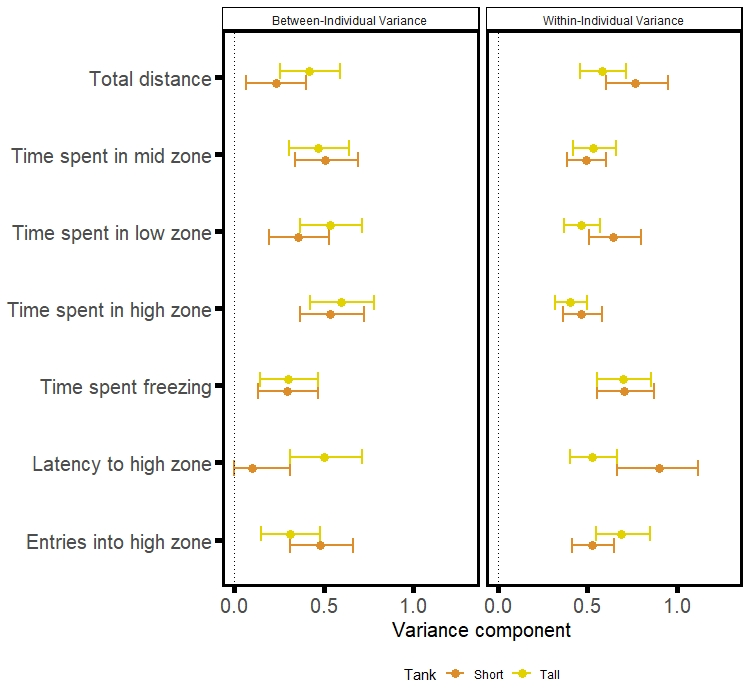 Between-Individual Variance
Within-Individual Variance
Total distance
Time spent in mid zone
Time spent in low zone
Time spent in high zone
Time spent freezing
Latency to high zone
Entries into high zone
0.0 0.5 1.0
0.0 0.5 1.0
Variance component
Tank Short Tall